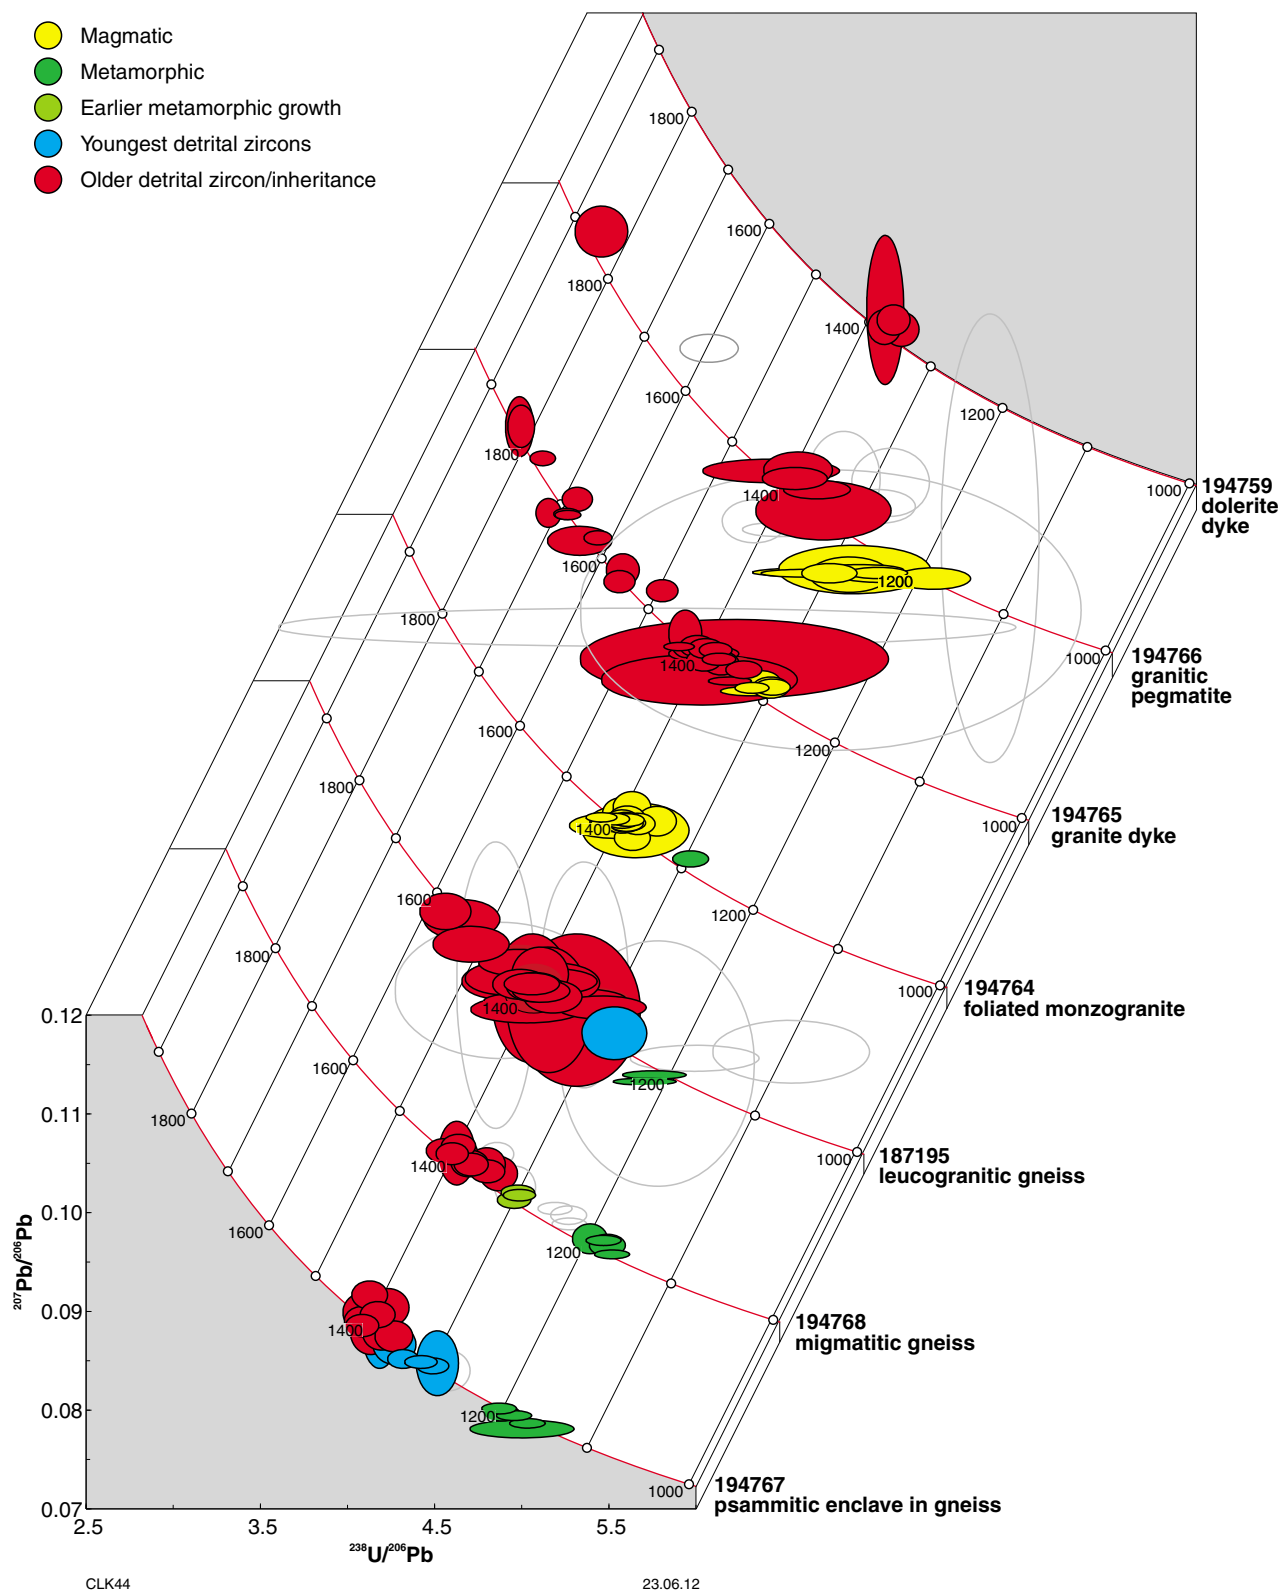 Magmatic
Metamorphic
Earlier metamorphic growth
Youngest detrital zircons
Older detrital zircon/inheritance
1800
1600
1400
1200
1000
194759
dolerite
dyke
1800
1600
1400
1200
1000
194766
granitic
pegmatite
1800
1600
1400
1200
1000
194765
granite dyke
1800
1600
1400
1200
1000
194764
foliated monzogranite
1800
1600
1400
1200
1000
187195
leucogranitic gneiss
1800
1600
1400
1200
1000
194768
migmatitic gneiss
1800
1600
1400
1200
1000
194767
psammitic enclave in gneiss
0.12
0.11
0.10
0.09
0.08
0.07
207Pb/206Pb
2.5 3.5 4.5 5.5
238U/206Pb
CLK44 23.06.12